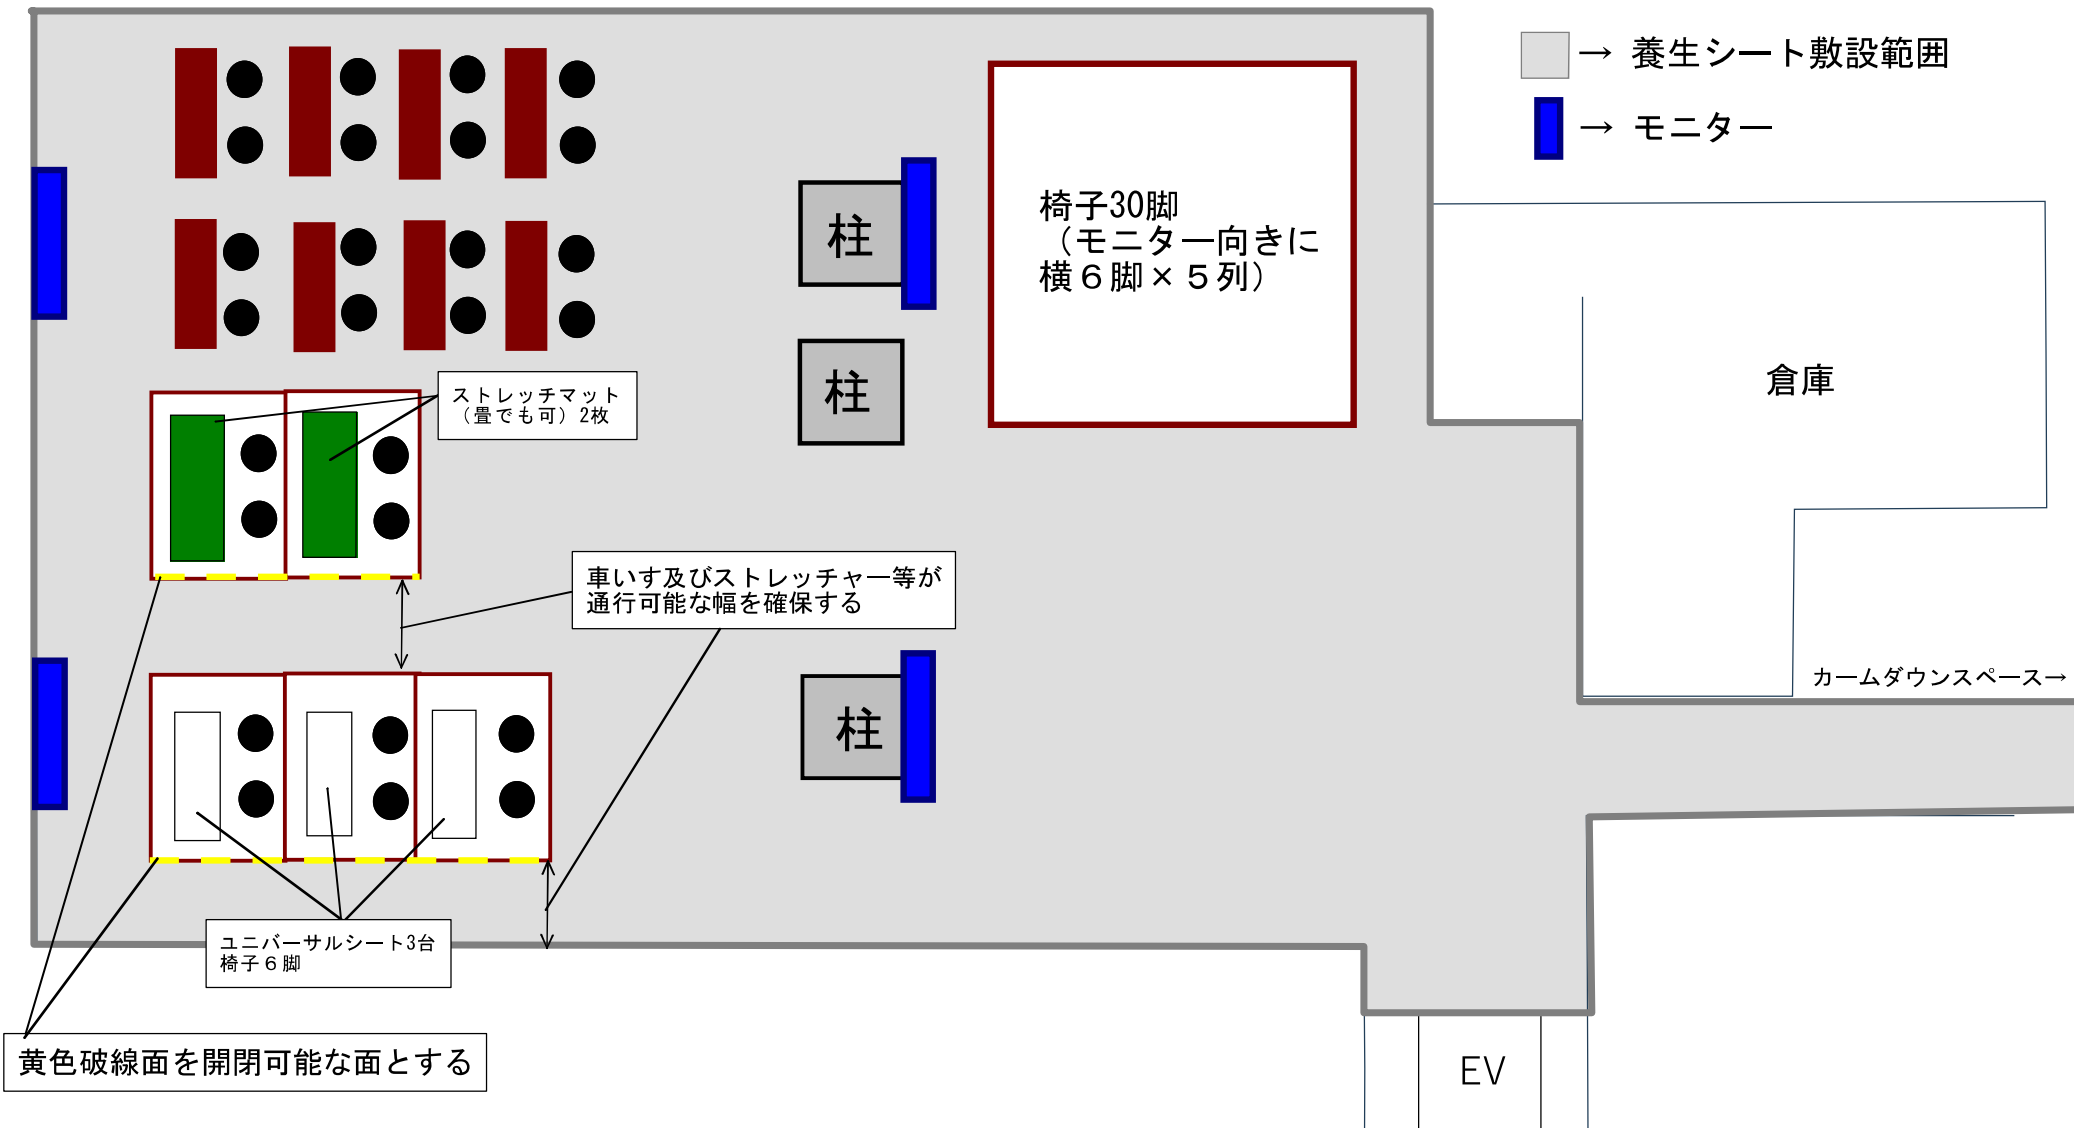 → 養生シート敷設範囲
→ モニター
柱
椅子30脚
（モニター向きに
横６脚×５列）
柱
倉庫
ストレッチマット
（畳でも可）2枚
車いす及びストレッチャー等が
通行可能な幅を確保する
カームダウンスペース→
柱
ユニバーサルシート3台
椅子６脚
黄色破線面を開閉可能な面とする
EV